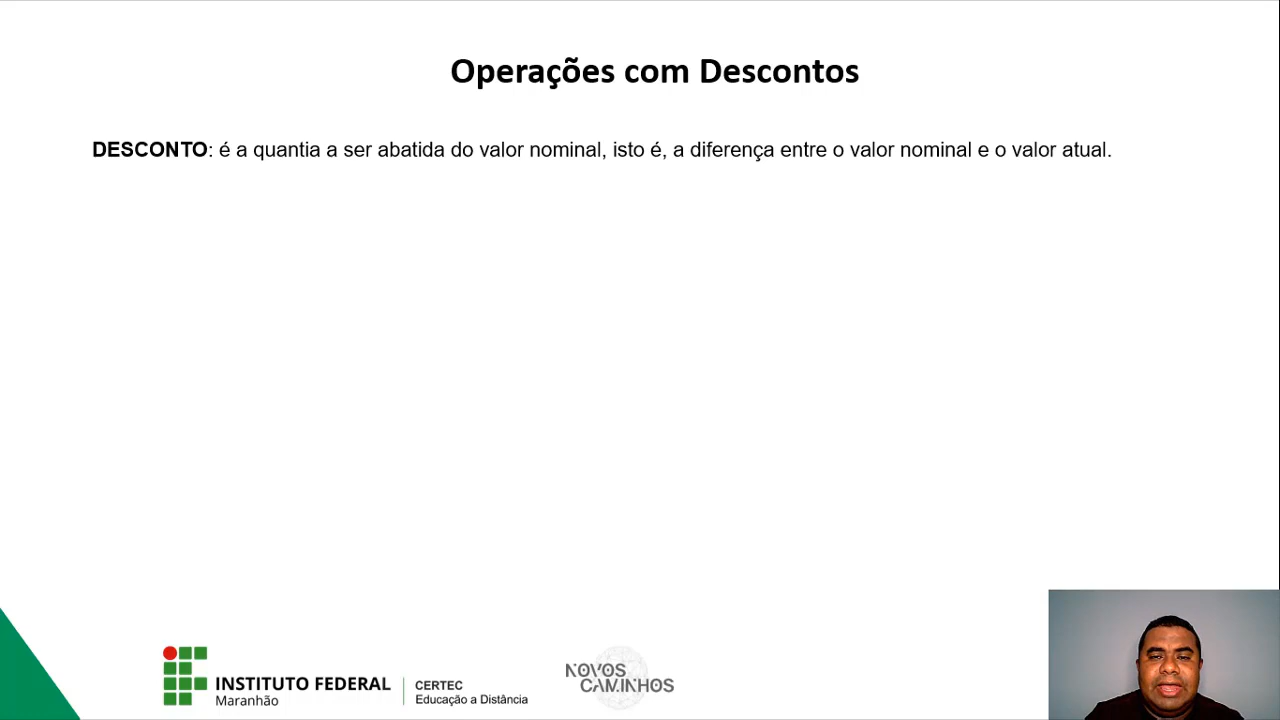 Operações com Descontos
DESCONTO: é a quantia a ser abatida do valor nominal, isto é, a diferença entre o valor nominal e o valor atual.
INSTITUTO FEDERAL
Maranhão
CERTEC
Educação a Distância
NOVOS
CAMINHOS